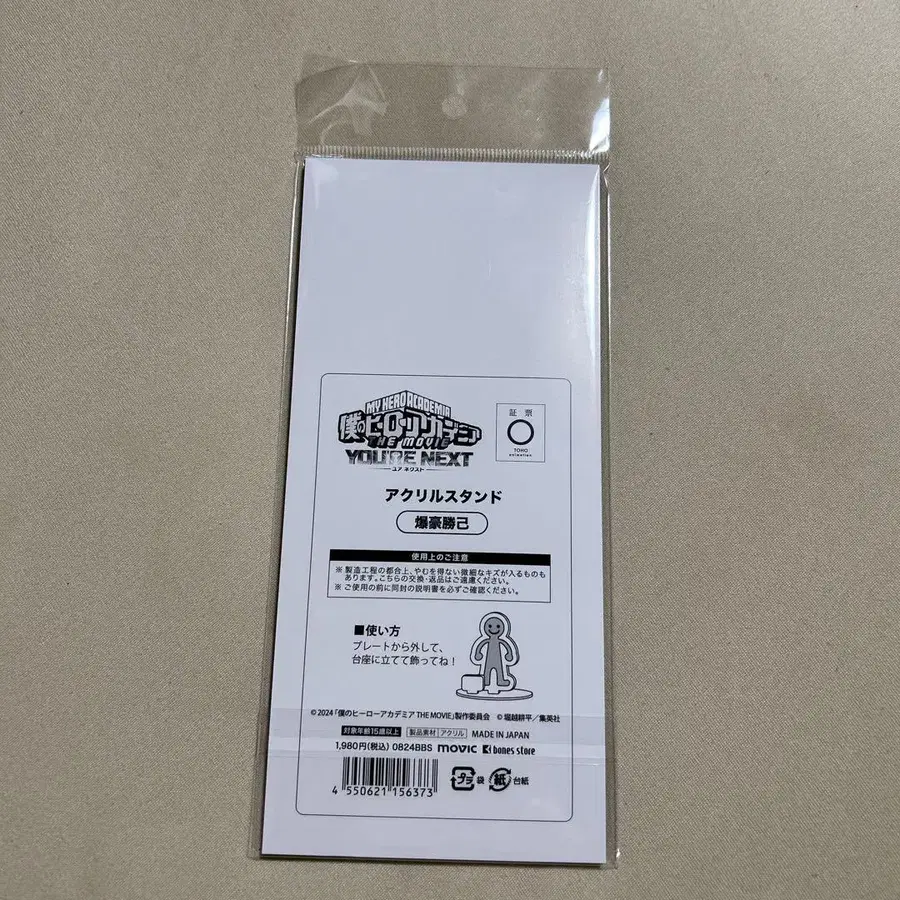 MY HERO ACADEMIA
僕のヒーローアカデミア
THE MOVIE
YOU'RE NEXT
ユア ネクスト
証票
TOHO
animation
アクリルスタンド
爆豪勝己
使用上のご注意
※製造工程の都合上、やむを得ない微細なキズが入るものも
あります。こちらの交換・返品はご遠慮ください。
※ご使用の前に同封の説明書を必ずご確認ください。
■使い方
プレートから外して、
台座に立てて飾ってね!
©2024「僕のヒーローアカデミア THE MOVIE」製作委員会 ©堀越耕平/集英社
対象年齢15歳以上 製品素材 アクリル MADE IN JAPAN
1,980円(税込) 0824BBS movic bones store
4 550621 156373
プラ 袋 紙 台紙